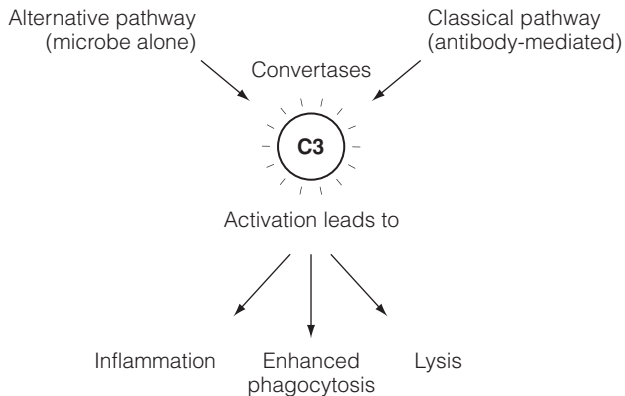 Alternative pathway
(microbe alone)
Classical pathway
(antibody-mediated)
Convertases
C3
Activation leads to
Inflammation
Enhanced
phagocytosis
Lysis